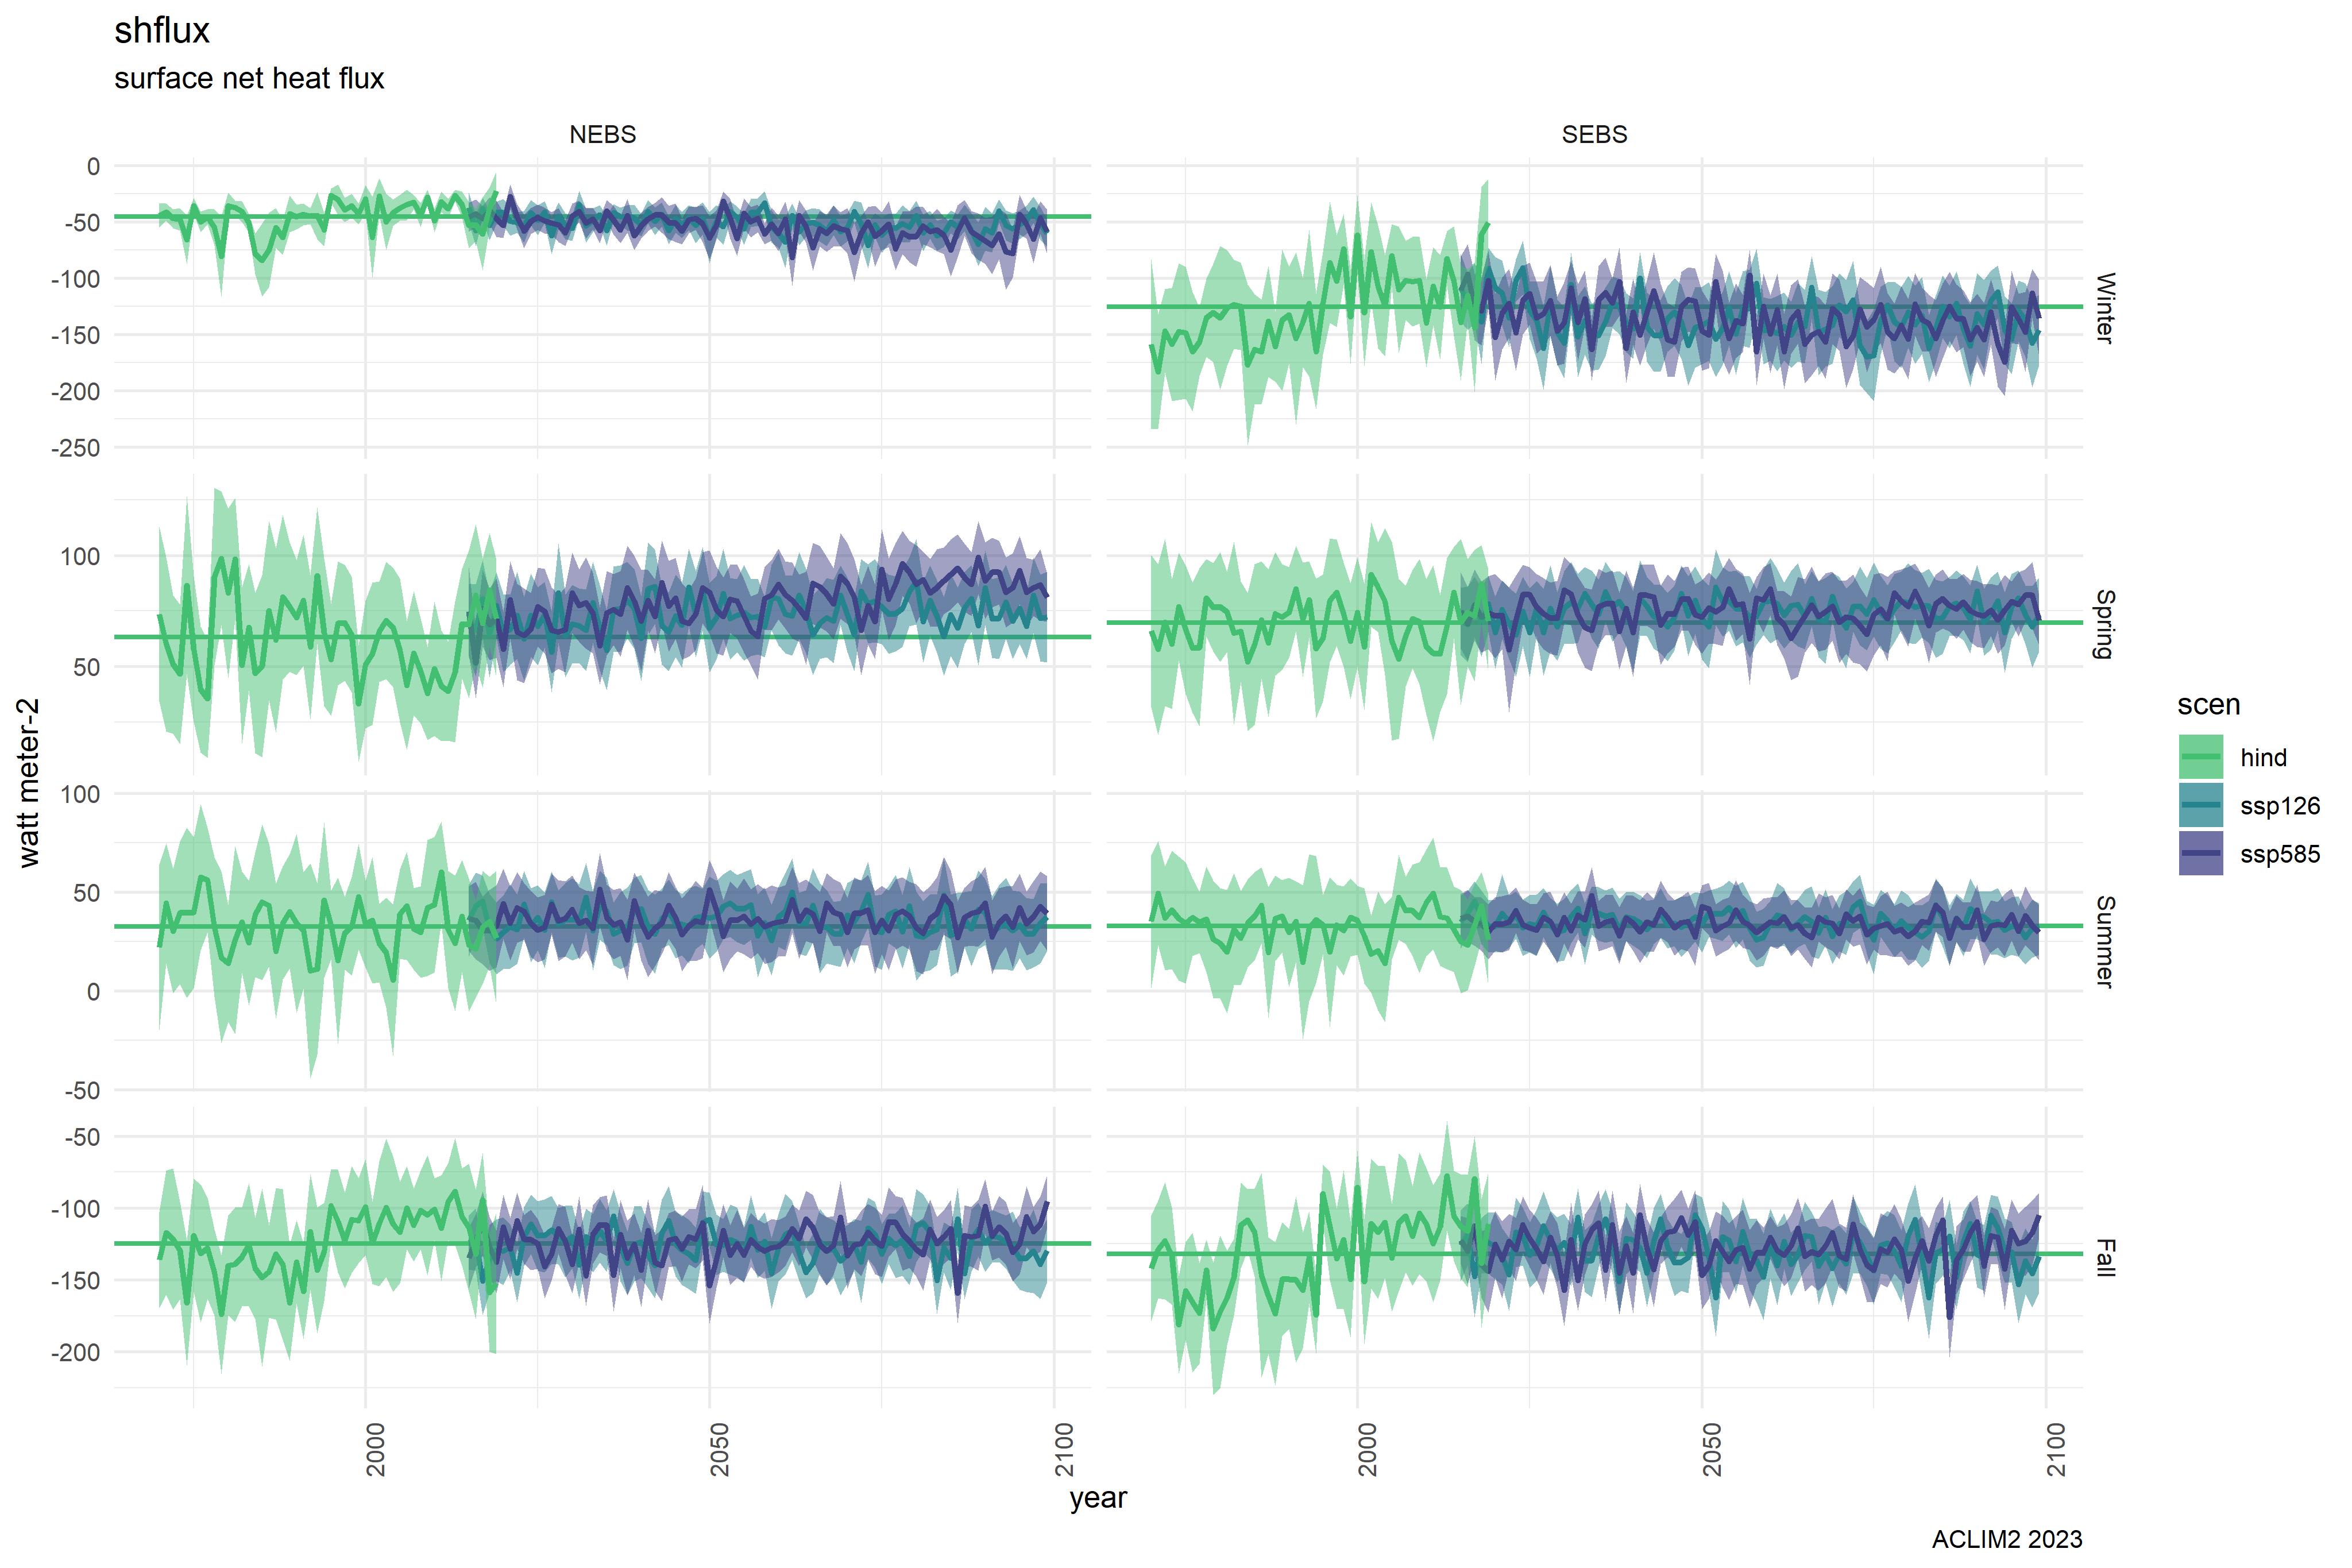 shflux
surface net heat flux
NEBS
SEBS
0
-50
-100
-150
-200
-250
Winter
100
50
Spring
100
50
0
-50
Summer
-50
-100
-150
-200
Fall
watt meter-2
2000
2050
2100
2000
2050
2100
year
scen
hind
ssp126
ssp585
ACLIM2 2023